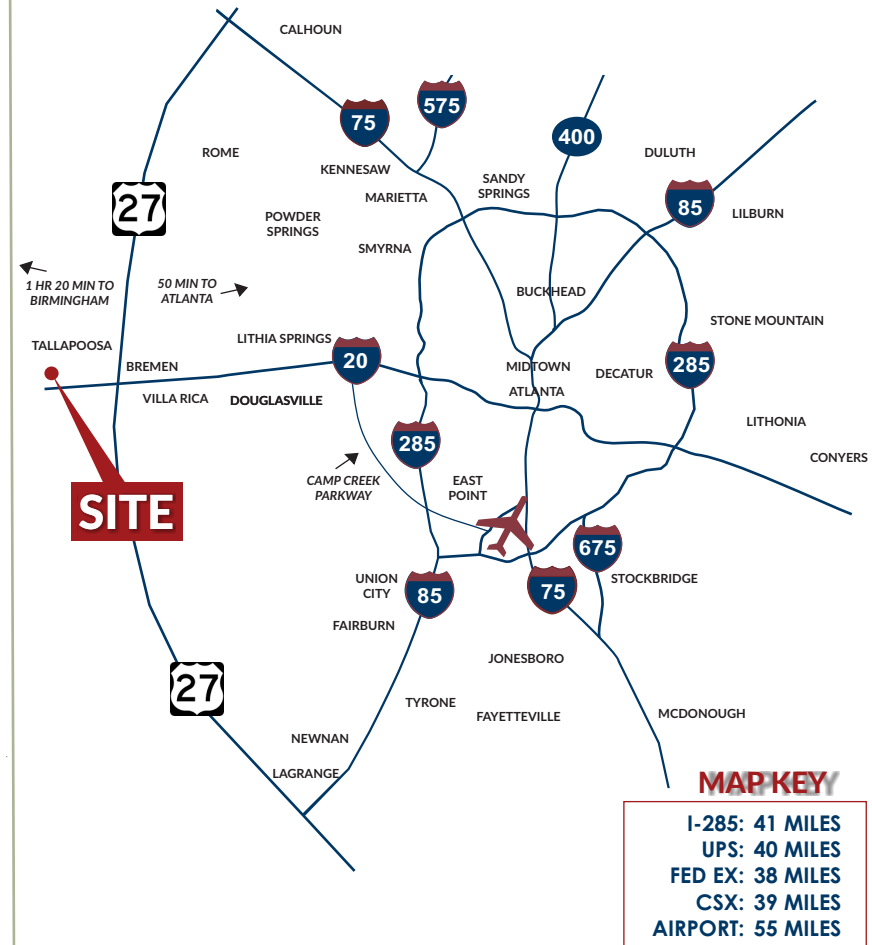 CALHOUN
575
75
400
ROME
DULUTH
KENNESAW
SANDY
SPRINGS
MARIETTA
85
27
LILBURN
POWDER
SPRINGS
SMYRNA
1 HR 20 MIN TO
BIRMINGHAM
50 MIN TO
ATLANTA
BUCKHEAD
STONE MOUNTAIN
TALLAPOOSA
LITHIA SPRINGS
20
BREMEN
MIDTOWN
285
DECATUR
VILLA RICA
DOUGLASVILLE
ATLANTA
LITHONIA
285
CONYERS
CAMP CREEK
PARKWAY
EAST
POINT
SITE
675
UNION
CITY
85
75
STOCKBRIDGE
FAIRBURN
JONESBORO
27
TYRONE
FAYETTEVILLE
MCDONOUGH
NEWNAN
LAGRANGE
MAP KEY
I-285: 41 MILES
UPS: 40 MILES
FED EX: 38 MILES
CSX: 39 MILES
AIRPORT: 55 MILES